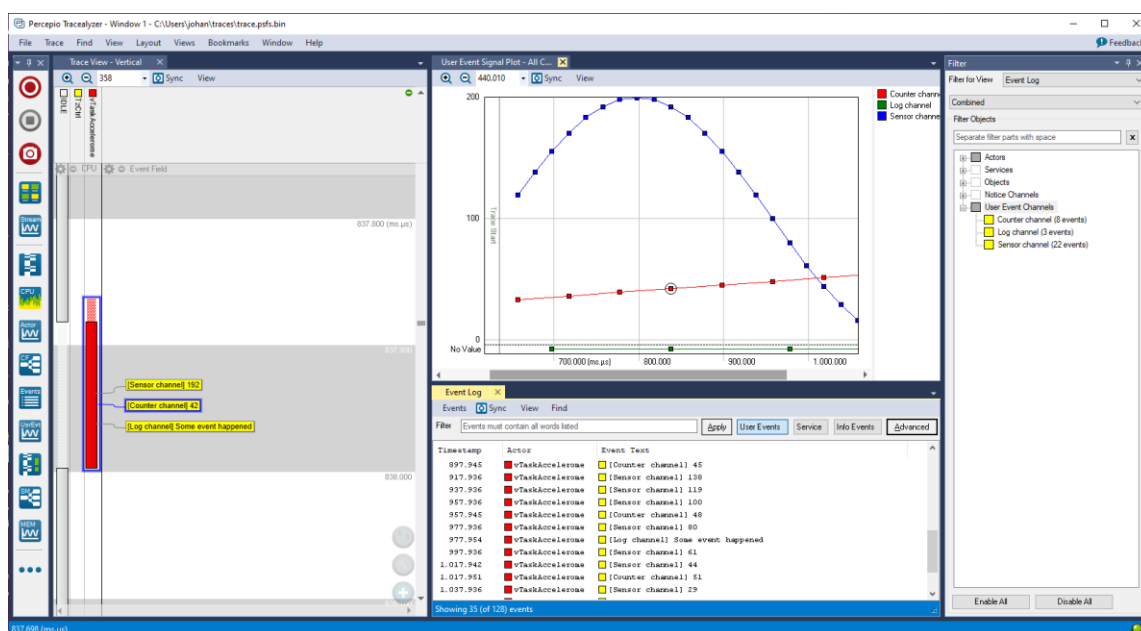 Percepio Tracealyzer - Window 1 - C:\Users\johan\traces\trace.psfs.bin
File Trace Find View Layout Views Bookmarks Window Help
Feedback
Trace View - Vertical
358 Sync View
IDLE
TzCtrl
vTaskAccelerome
CPU Event Field
837.800 (ms.µs)
837.900
[Sensor channel] 192
[Counter channel] 42
[Log channel] Some event happened
838.000
Stream
CPU
Actor
CF
Events
UsrEvt
SM
MEM
User Event Signal Plot - All C...
440.010 Sync View
Counter chann
Log channel
Sensor channe
200
100
0
No Value
Trace Start
700.000 (ms.µs) 800.000 900.000 1.000.000
Event Log
Events Sync View Find
Filter Events must contain all words listed Apply User Events Service Info Events Advanced
Timestamp Actor Event Text
897.945 vTaskAccelerome [Counter channel] 45
917.936 vTaskAccelerome [Sensor channel] 138
937.936 vTaskAccelerome [Sensor channel] 119
957.936 vTaskAccelerome [Sensor channel] 100
957.945 vTaskAccelerome [Counter channel] 48
977.936 vTaskAccelerome [Sensor channel] 80
977.954 vTaskAccelerome [Log channel] Some event happened
997.936 vTaskAccelerome [Sensor channel] 61
1.017.942 vTaskAccelerome [Sensor channel] 44
1.017.951 vTaskAccelerome [Counter channel] 51
1.037.936 vTaskAccelerome [Sensor channel] 29
Showing 35 (of 128) events
Filter
Filter for View Event Log
Combined
Filter Objects
Separate filter parts with space x
Actors
Services
Objects
Notice Channels
User Event Channels
Counter channel (8 events)
Log channel (3 events)
Sensor channel (22 events)
Enable All Disable All
837.698 (ms.µs)